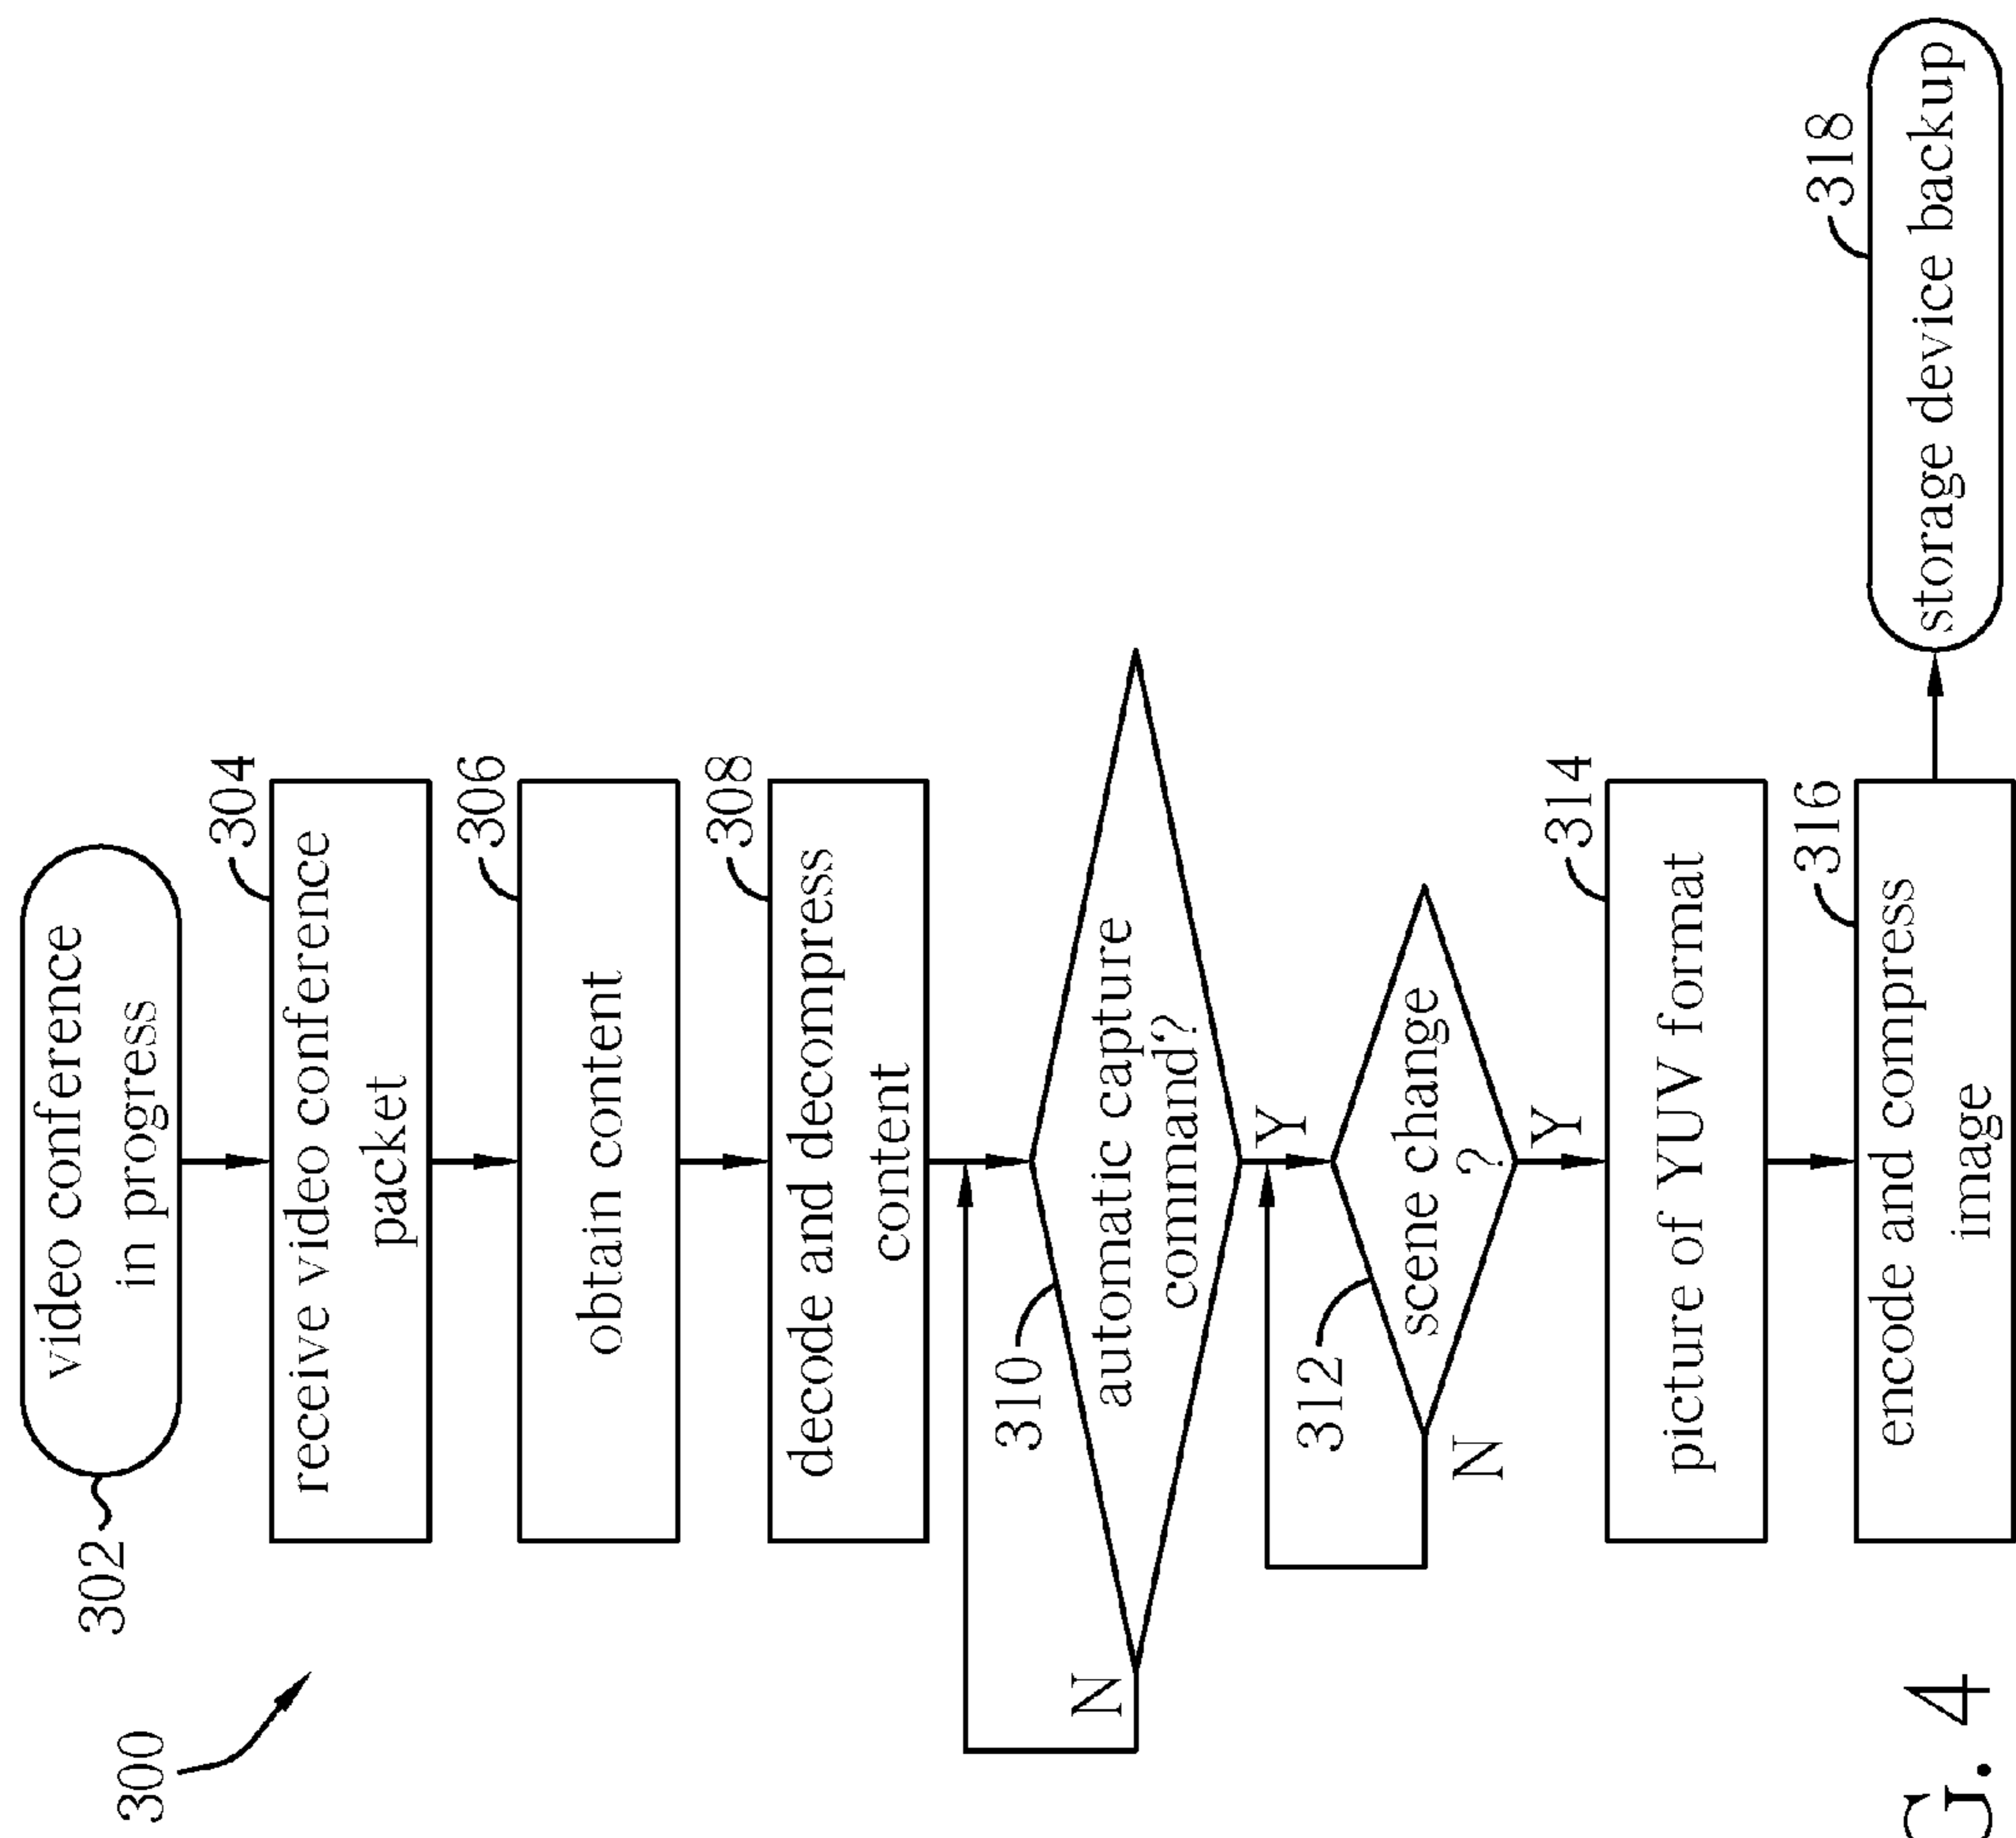 300
302
video conference
in progress
304
receive video conference
packet
306
obtain content
308
decode and decompress
content
310
automatic capture
command?
N
Y
312
scene change
?
N
Y
314
picture of YUV format
316
encode and compress
image
318
storage device backup
G. 4